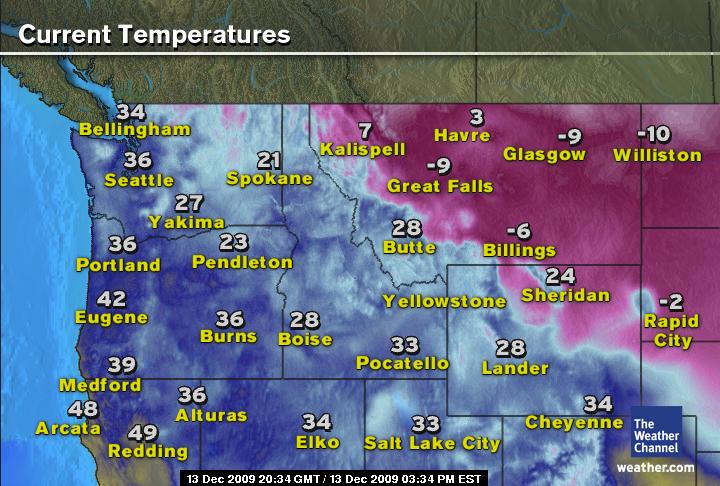 Current Temperatures
34
Bellingham
36
Seattle
21
Spokane
7
Kalispell
3
Havre
-9
Glasgow
-10
Williston
-9
Great Falls
27
Yakima
36
Portland
23
Pendleton
28
Butte
-6
Billings
Yellowstone
24
Sheridan
-2
Rapid
City
42
Eugene
36
Burns
28
Boise
33
Pocatello
28
Lander
39
Medford
48
Arcata
36
Alturas
49
Redding
34
Elko
33
Salt Lake City
34
Cheyenne
The
Weather
Channel
weather.com
13 Dec 2009 20:34 GMT / 13 Dec 2009 03:34 PM EST